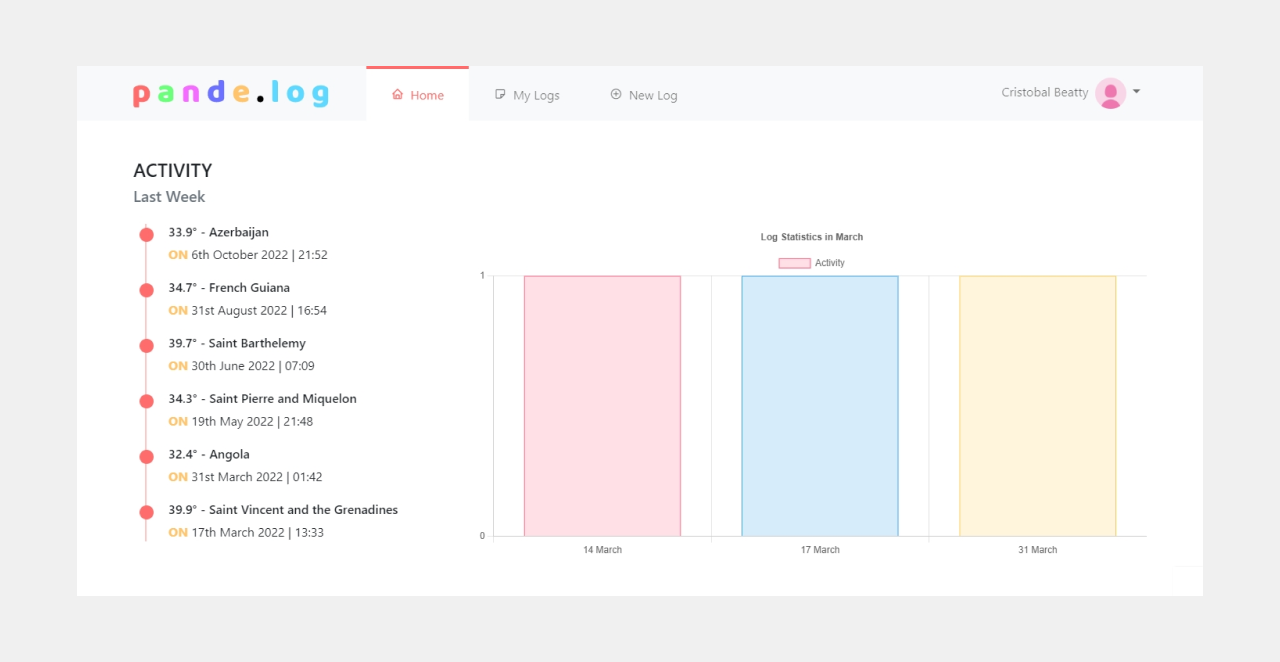 pande.log
Home
My Logs
New Log
Cristobal Beatty
ACTIVITY
Last Week
33.9° - Azerbaijan
ON 6th October 2022 | 21:52
34.7° - French Guiana
ON 31st August 2022 | 16:54
39.7° - Saint Barthelemy
ON 30th June 2022 | 07:09
34.3° - Saint Pierre and Miquelon
ON 19th May 2022 | 21:48
32.4° - Angola
ON 31st March 2022 | 01:42
39.9° - Saint Vincent and the Grenadines
ON 17th March 2022 | 13:33
Log Statistics in March
Activity
1
0
14 March
17 March
31 March